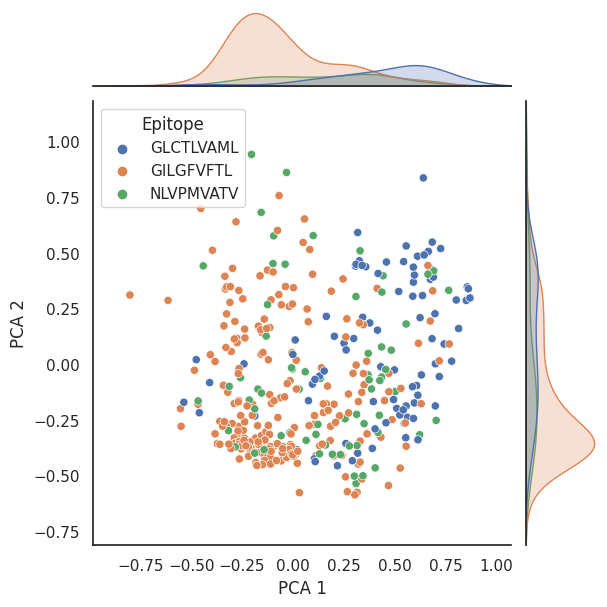 Epitope
GLCTLVAML
GILGFVFTL
NLVPMVATV
1.00
0.75
0.50
0.25
0.00
−0.25
−0.50
−0.75
PCA 2
−0.75 −0.50 −0.25 0.00 0.25 0.50 0.75 1.00
PCA 1